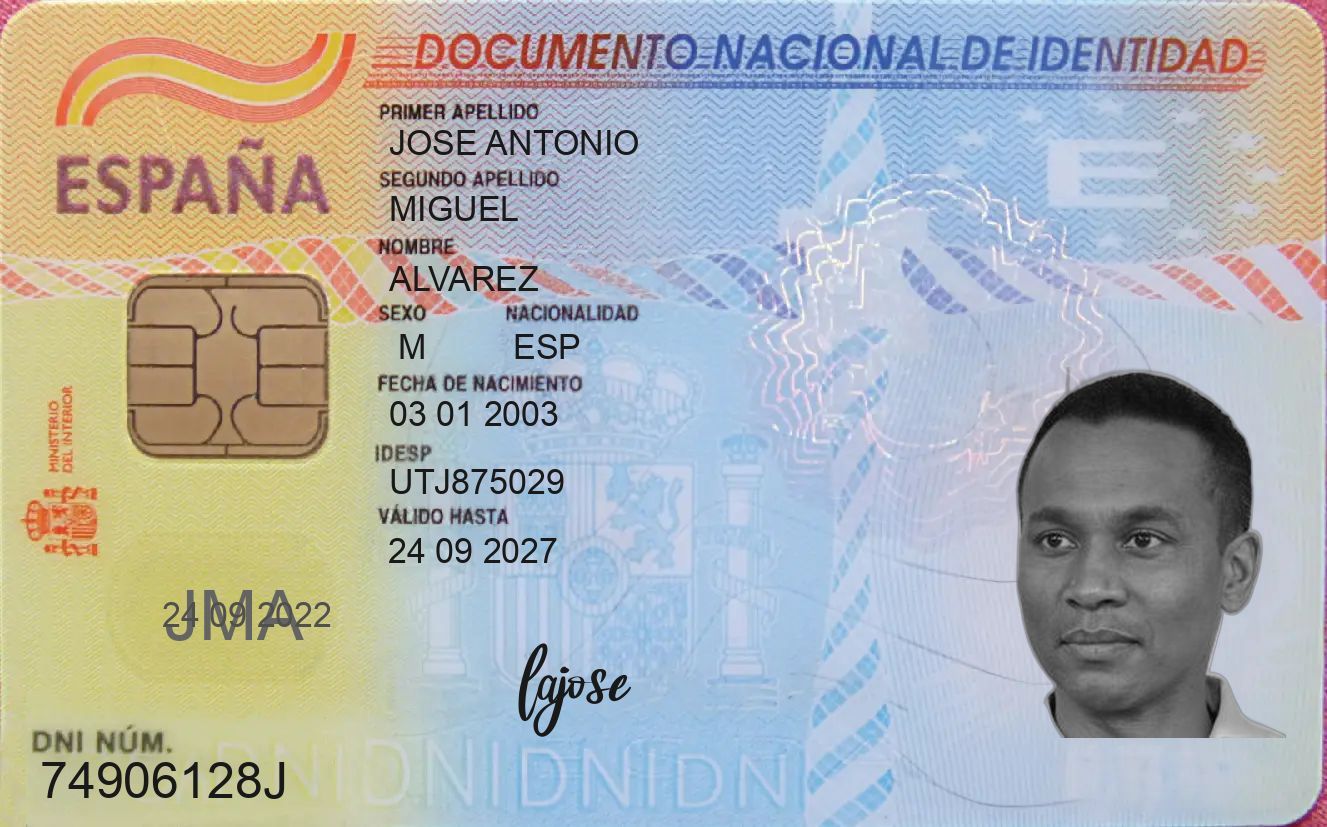 DOCUMENTO NACIONAL DE IDENTIDAD
ESPAÑA
PRIMER APELLIDO
JOSE ANTONIO
SEGUNDO APELLIDO
MIGUEL
NOMBRE
ALVAREZ
SEXO NACIONALIDAD
M ESP
FECHA DE NACIMIENTO
03 01 2003
IDESP
UTJ875029
VÁLIDO HASTA
24 09 2027
MINISTERIO
DEL INTERIOR
E
JMA
24 09 2022
lajose
DNI NÚM.
74906128J
DNIDNIDNIDNI